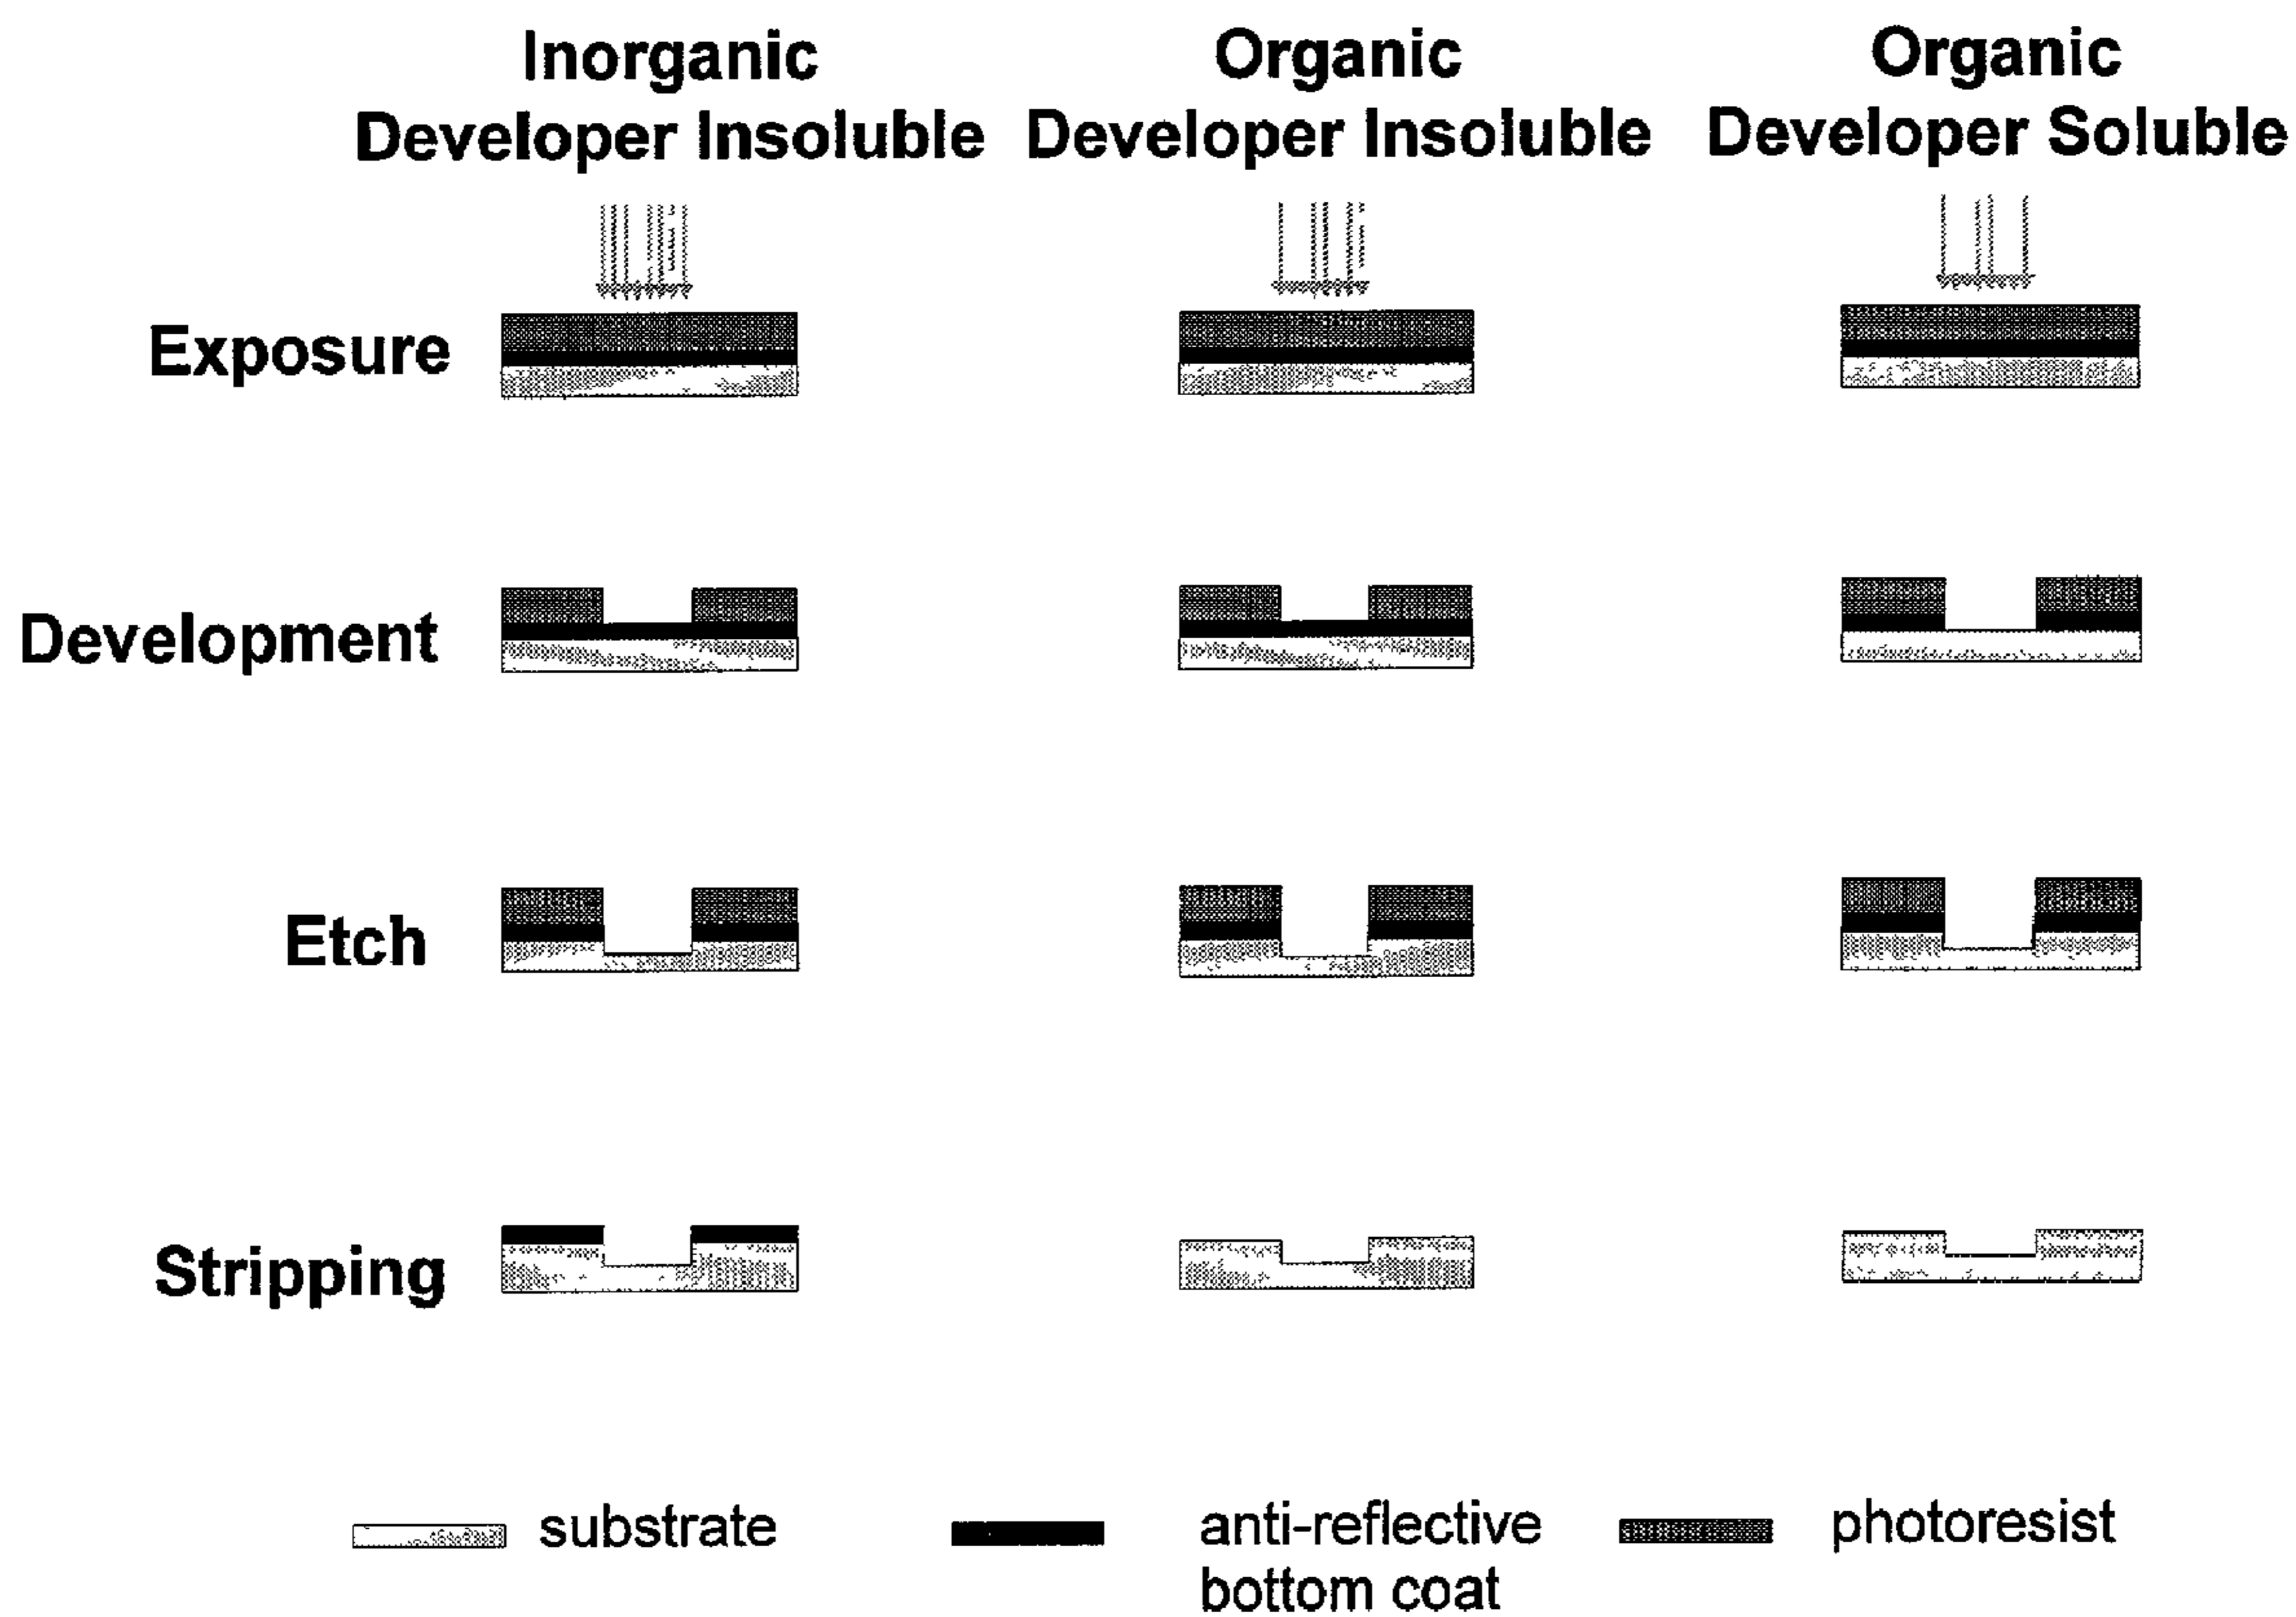 Inorganic
Developer Insoluble
Organic
Developer Insoluble
Organic
Developer Soluble
Exposure
Development
Etch
Stripping
substrate
anti-reflective
bottom coat
photoresist